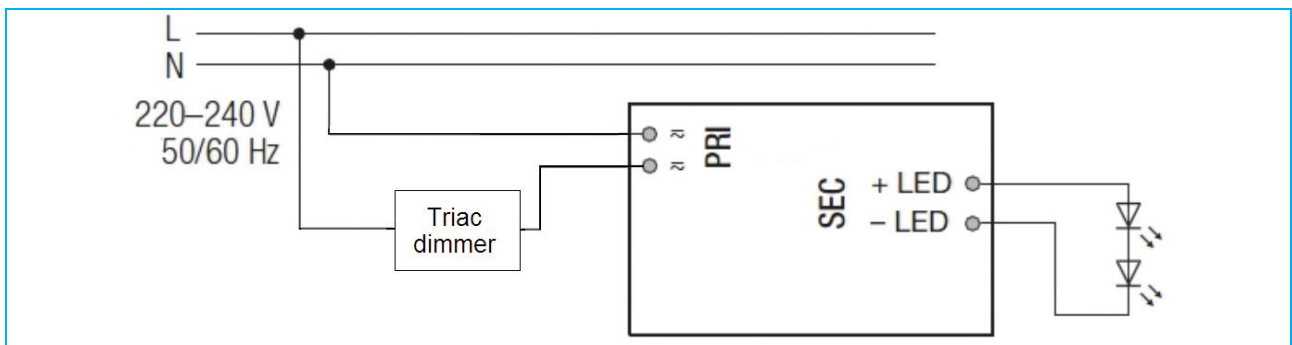 L
N
220–240 V
50/60 Hz
Triac
dimmer
≂
≂
PRI
SEC
+ LED
– LED